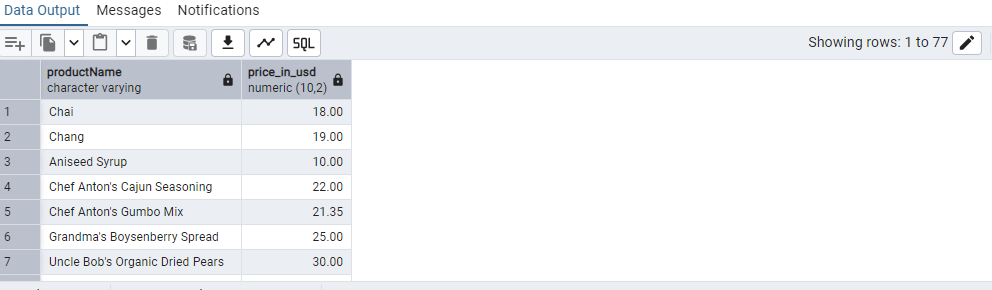 Data Output Messages Notifications
SQL Showing rows: 1 to 77
productName price_in_usd
character varying numeric (10,2)
1 Chai 18.00
2 Chang 19.00
3 Aniseed Syrup 10.00
4 Chef Anton's Cajun Seasoning 22.00
5 Chef Anton's Gumbo Mix 21.35
6 Grandma's Boysenberry Spread 25.00
7 Uncle Bob's Organic Dried Pears 30.00